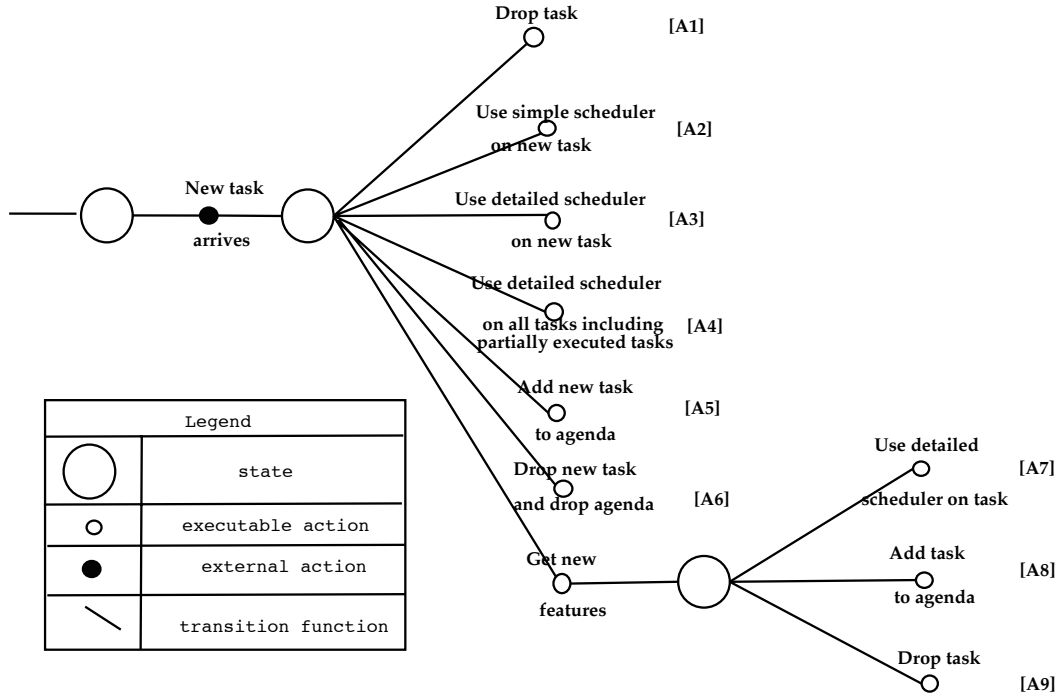 Drop task
[A1]
Use simple scheduler
on new task
[A2]
New task
arrives
Use detailed scheduler
on new task
[A3]
Use detailed scheduler
on all tasks including
partially executed tasks
[A4]
Add new task
to agenda
[A5]
Drop new task
and drop agenda
[A6]
Get new
features
Use detailed
scheduler on task
[A7]
Add task
to agenda
[A8]
Drop task
[A9]
Legend
state
executable action
external action
transition function